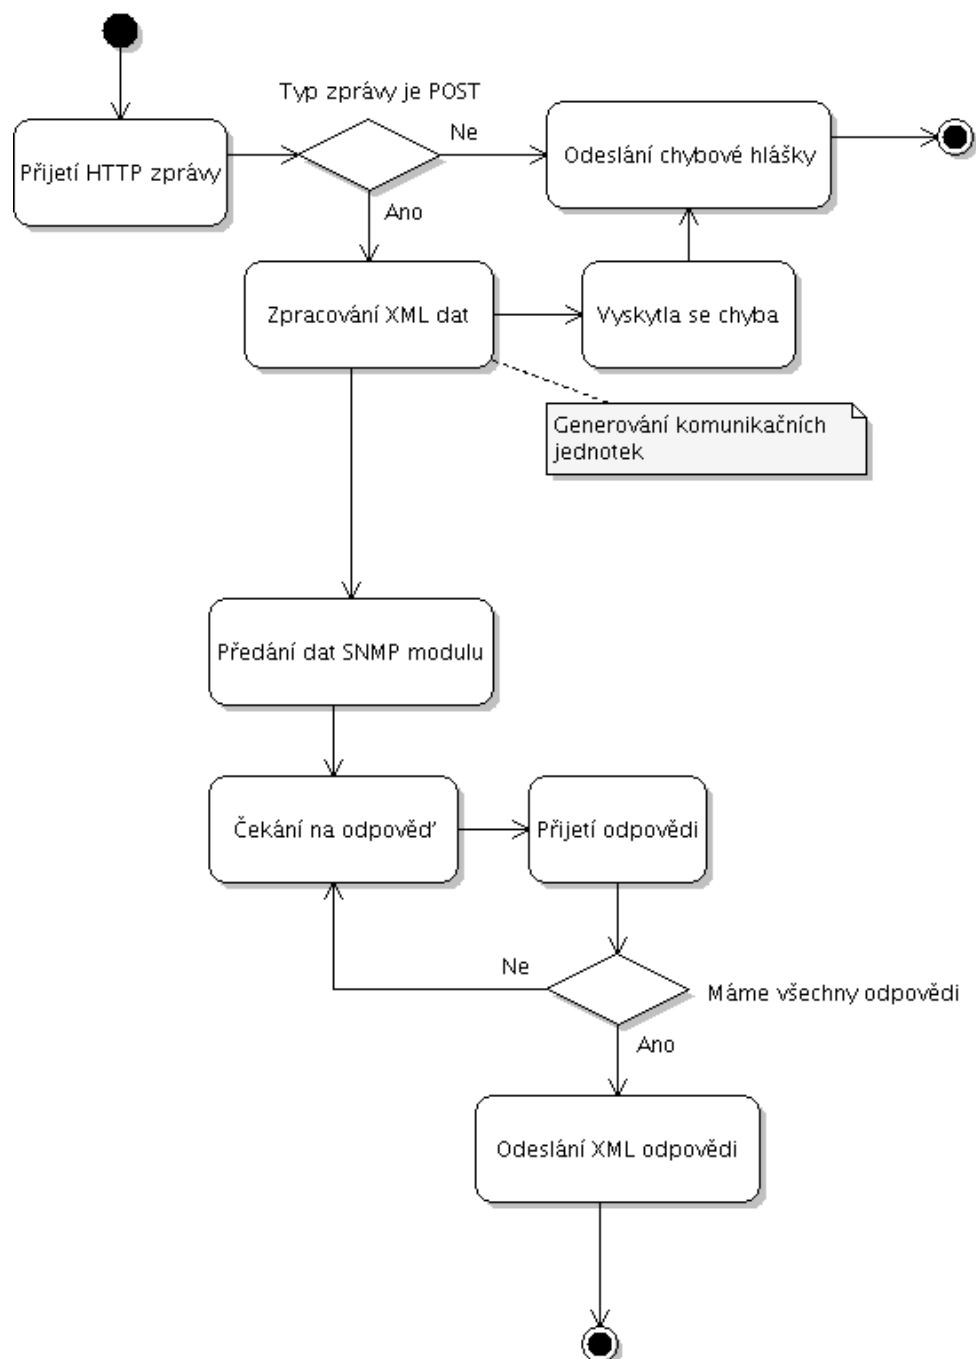 Typ zprávy je POST
Ne
Přijetí HTTP zprávy
Odeslání chybové hlášky
Ano
Zpracování XML dat
Vyskytla se chyba
Generování komunikačních
jednotek
Předání dat SNMP modulu
Čekání na odpověď
Přijetí odpovědi
Ne
Máme všechny odpovědi
Ano
Odeslání XML odpovědi